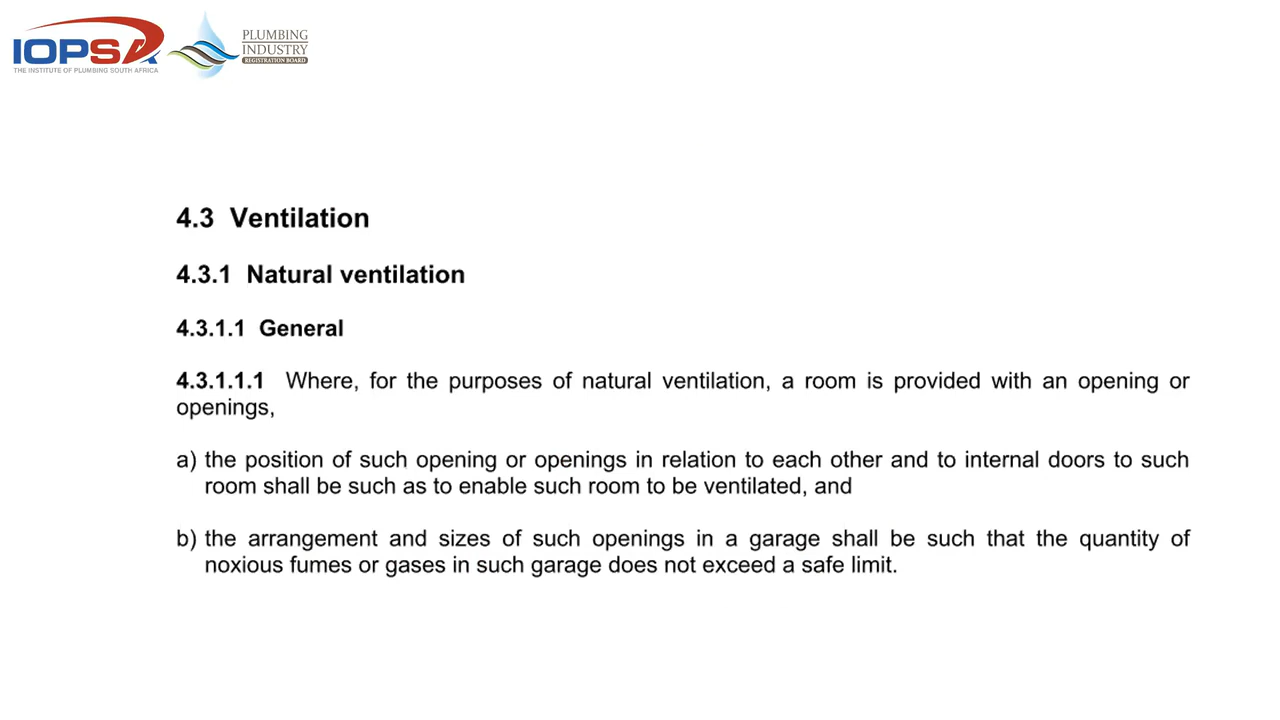 IOPSA
THE INSTITUTE OF PLUMBING SOUTH AFRICA
PLUMBING
INDUSTRY
REGISTRATION BOARD
4.3 Ventilation
4.3.1 Natural ventilation
4.3.1.1 General
4.3.1.1.1 Where, for the purposes of natural ventilation, a room is provided with an opening or
openings,
a) the position of such opening or openings in relation to each other and to internal doors to such
room shall be such as to enable such room to be ventilated, and
b) the arrangement and sizes of such openings in a garage shall be such that the quantity of
noxious fumes or gases in such garage does not exceed a safe limit.